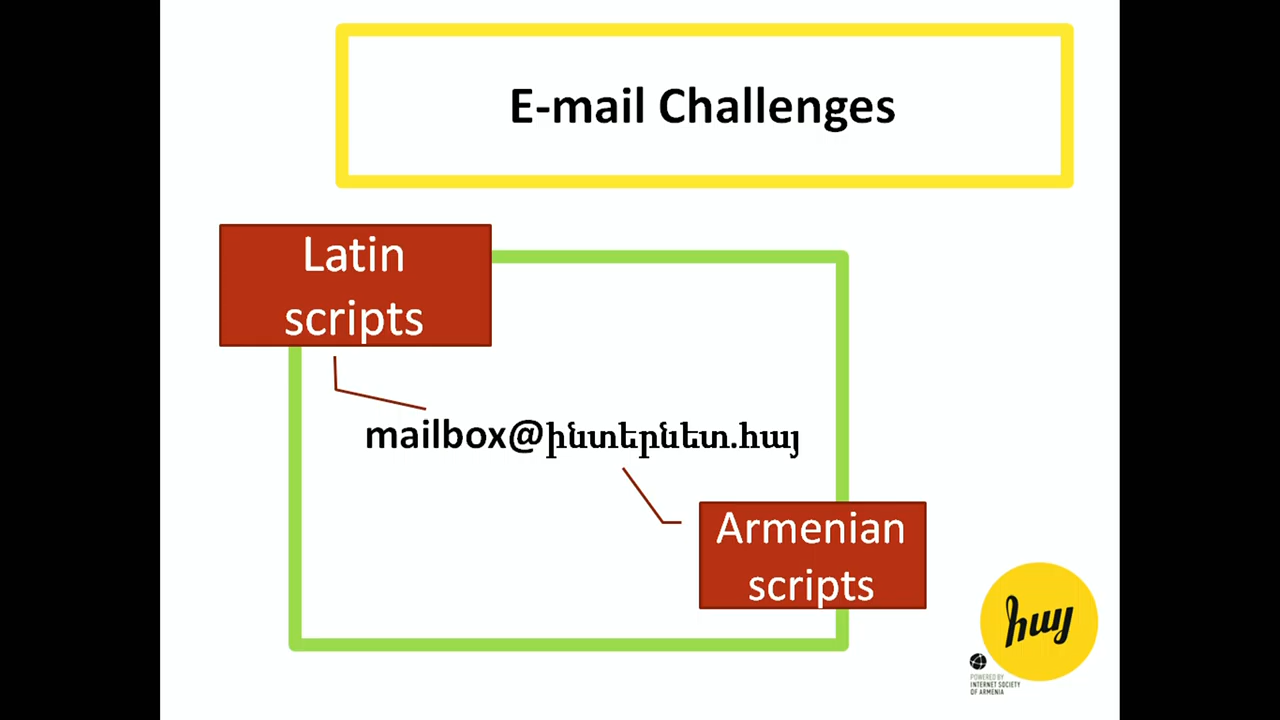 E-mail Challenges
Latin
scripts
mailbox@ինտերնետ.հայ
Armenian
scripts
հայ
POWERED BY
INTERNET SOCIETY
OF ARMENIA